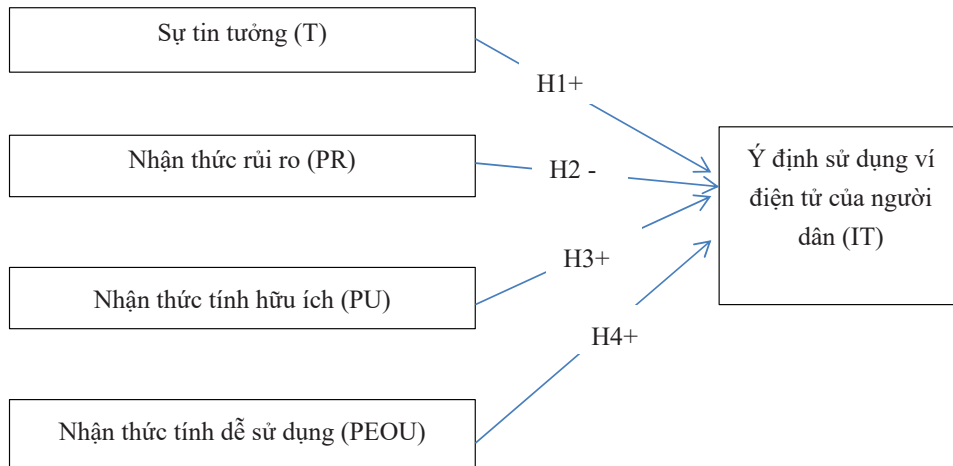 Sự tin tưởng (T)
H1+
Nhận thức rủi ro (PR)
H2 -
Ý định sử dụng ví
điện tử của người
dân (IT)
H3+
Nhận thức tính hữu ích (PU)
H4+
Nhận thức tính dễ sử dụng (PEOU)